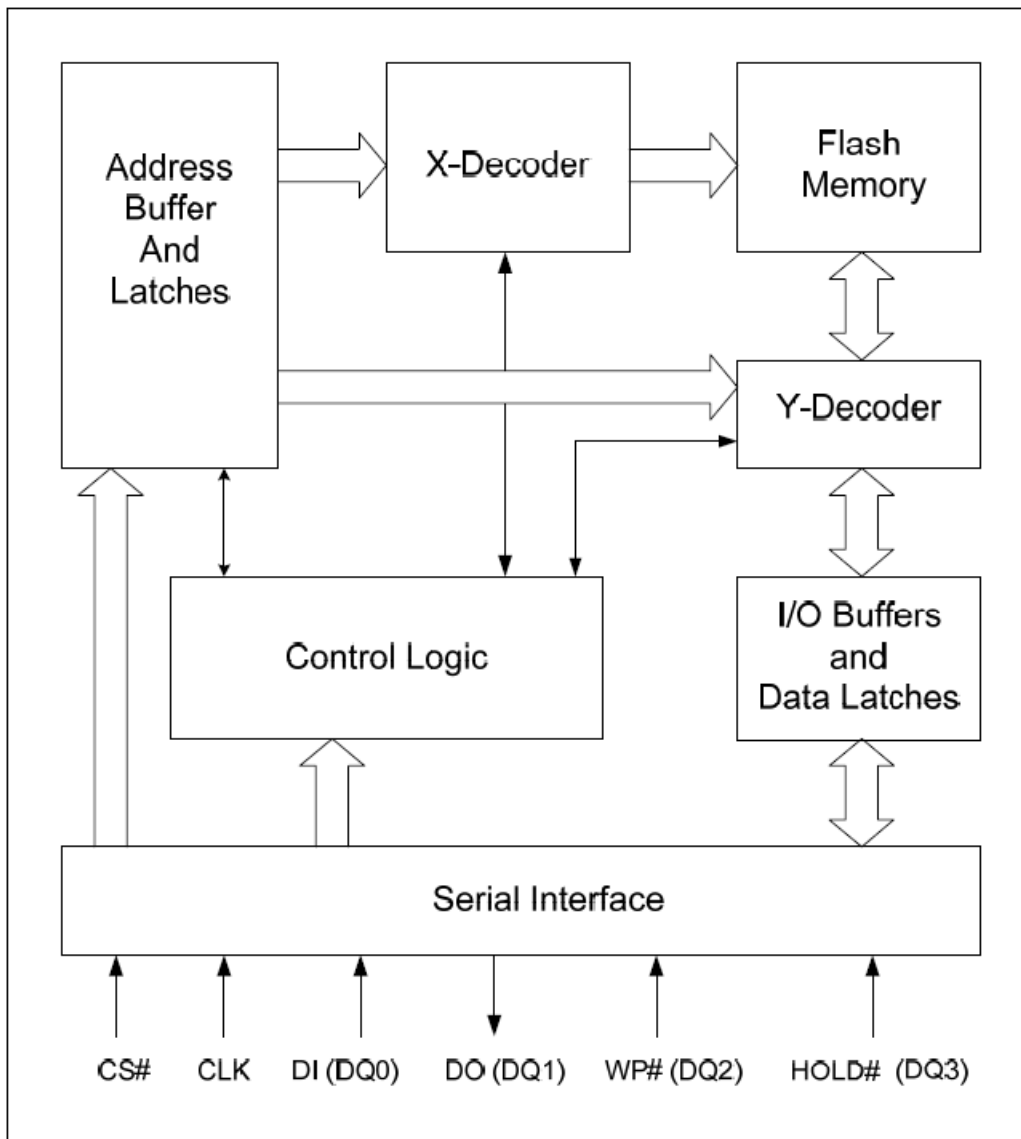 Address
Buffer
And
Latches
X-Decoder
Flash
Memory
Y-Decoder
Control Logic
I/O Buffers
and
Data Latches
Serial Interface
CS#
CLK
DI (DQ0)
DO (DQ1)
WP# (DQ2)
HOLD# (DQ3)